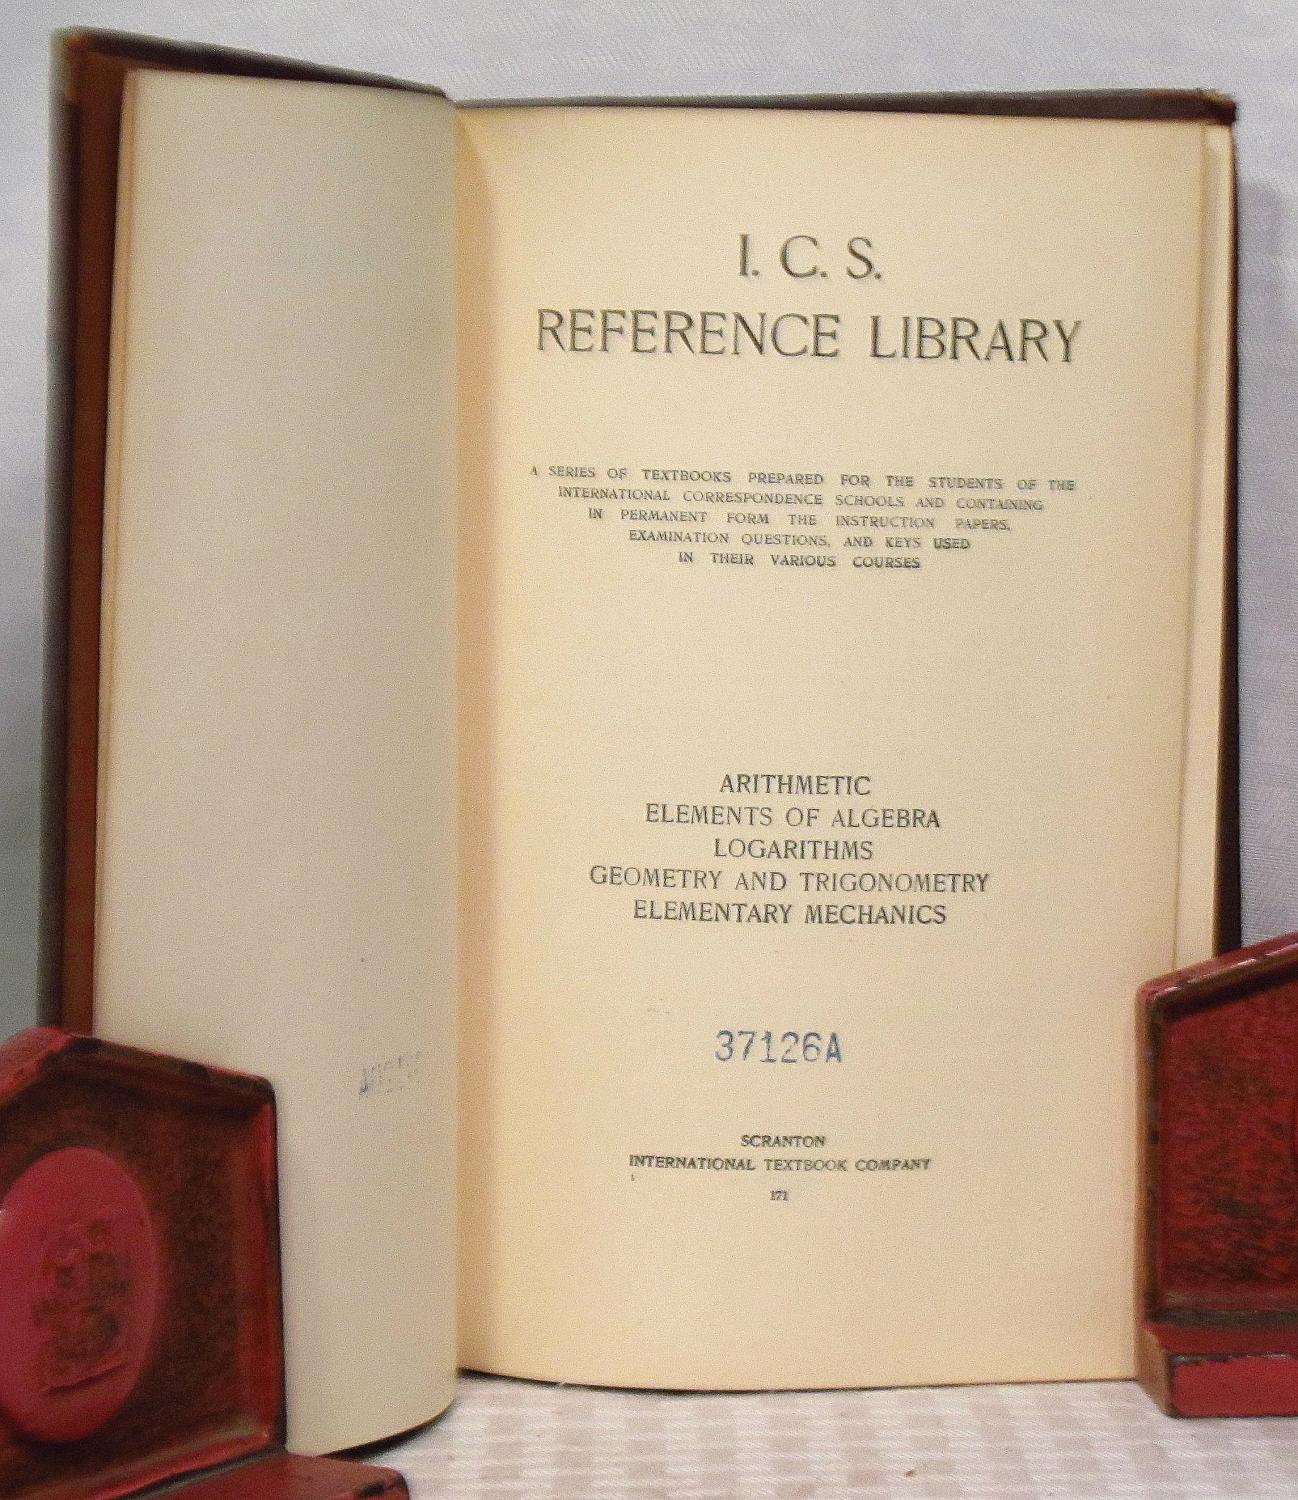 I. C. S.
REFERENCE LIBRARY
A SERIES OF TEXTBOOKS PREPARED FOR THE STUDENTS OF THE
INTERNATIONAL CORRESPONDENCE SCHOOLS AND CONTAINING
IN PERMANENT FORM THE INSTRUCTION PAPERS,
EXAMINATION QUESTIONS, AND KEYS USED
IN THEIR VARIOUS COURSES
ARITHMETIC
ELEMENTS OF ALGEBRA
LOGARITHMS
GEOMETRY AND TRIGONOMETRY
ELEMENTARY MECHANICS
37126A
SCRANTON
INTERNATIONAL TEXTBOOK COMPANY
171